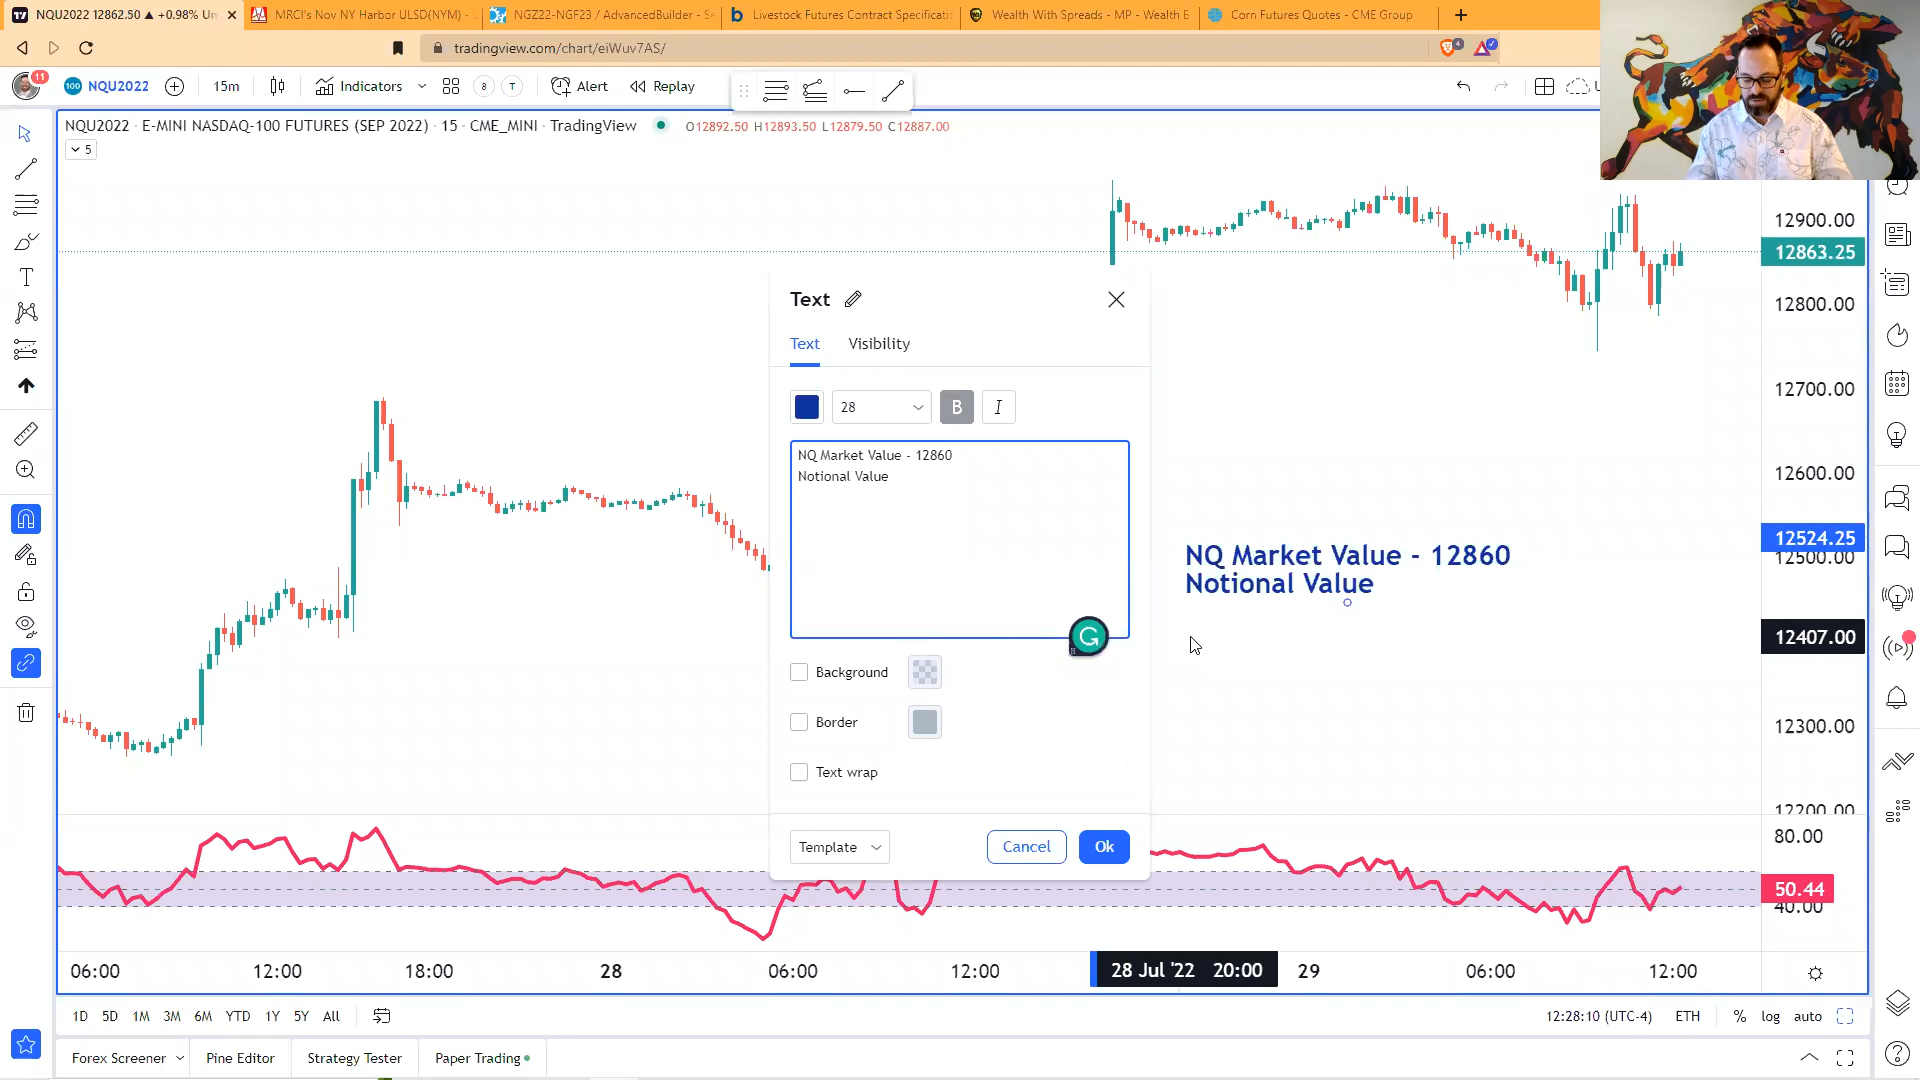 NQU2022 12862.50 ▲ +0.98% Un
MRCI's Nov NY Harbor ULSD(NYM) -
NGZ22-NGF23 / AdvancedBuilder - Se
Livestock Futures Contract Specificatio
Wealth With Spreads - MP - Wealth B
Corn Futures Quotes - CME Group
tradingview.com/chart/eiWuv7AS/
4
11
100 NQU2022
15m
Indicators
8
T
Alert
Replay
U
NQU2022 · E-MINI NASDAQ-100 FUTURES (SEP 2022) · 15 · CME_MINI · TradingView
O12892.50 H12893.50 L12879.50 C12887.00
5
12900.00
12863.25
12800.00
12700.00
12600.00
12524.25
12500.00
12407.00
12300.00
12200.00
80.00
50.44
40.00
Text
Text
Visibility
28
B
I
NQ Market Value - 12860
Notional Value
Background
Border
Text wrap
Template
Cancel
Ok
NQ Market Value - 12860
Notional Value
06:00
12:00
18:00
28
06:00
12:00
28 Jul '22 20:00
29
06:00
12:00
1D
5D
1M
3M
6M
YTD
1Y
5Y
All
12:28:10 (UTC-4)
ETH
%
log
auto
Forex Screener
Pine Editor
Strategy Tester
Paper Trading